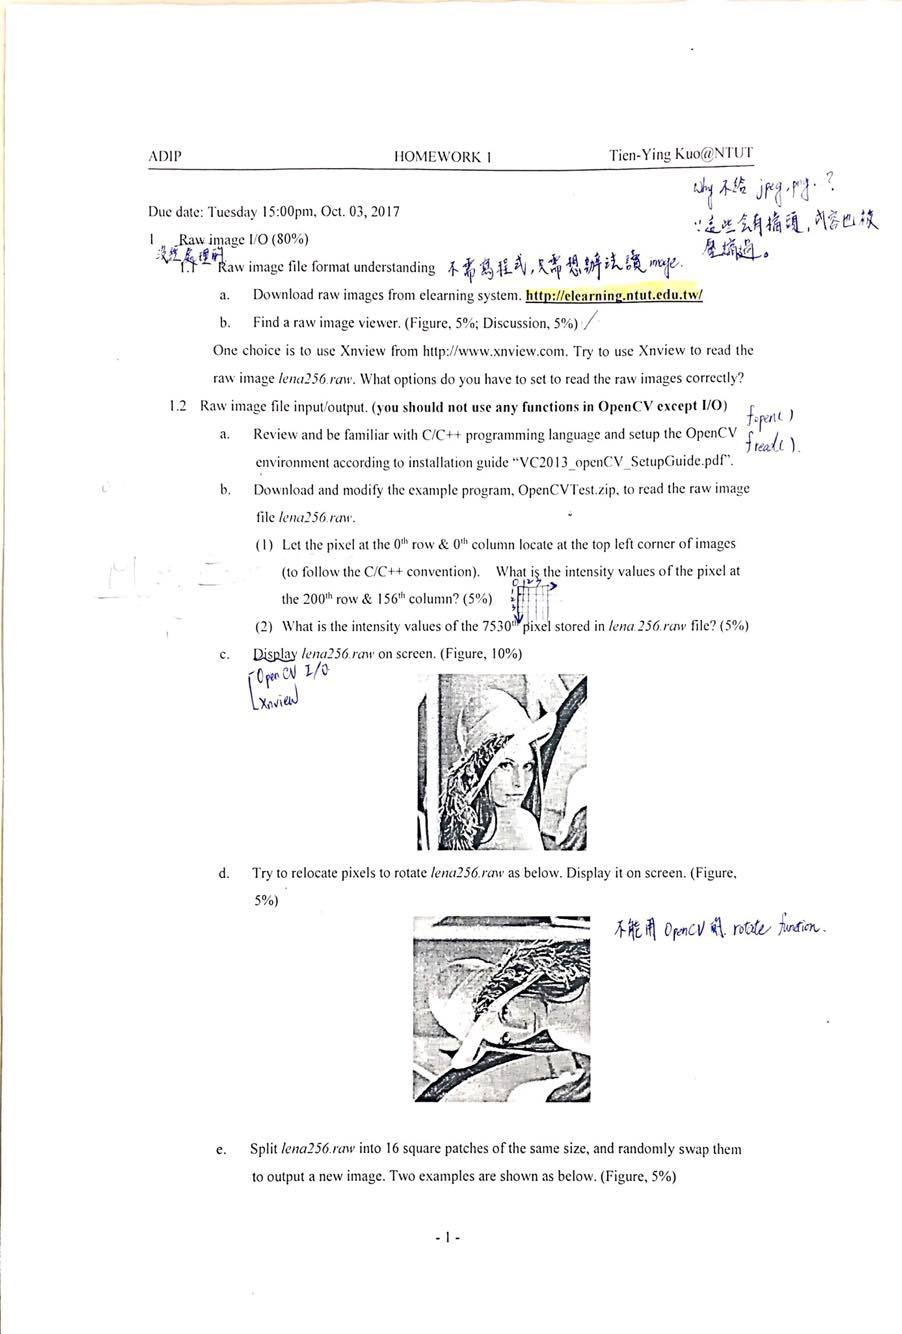 ADIP HOMEWORK 1 Tien-Ying Kuo@NTUT
why 不給 jpeg, png. ?
Due date: Tuesday 15:00pm, Oct. 03, 2017
∵這些会有檔頭, 內容也被
壓縮過。
1 Raw image I/O (80%)
沒經處理的
1.1 Raw image file format understanding 不需寫程式, 只需想辦法讀 image.
a. Download raw images from elearning system. http://elearning.ntut.edu.tw/
b. Find a raw image viewer. (Figure, 5%; Discussion, 5%)
One choice is to use Xnview from http://www.xnview.com. Try to use Xnview to read the
raw image lena256.raw. What options do you have to set to read the raw images correctly?
1.2 Raw image file input/output. (you should not use any functions in OpenCV except I/O)
fopen( )
fread( ).
a. Review and be familiar with C/C++ programming language and setup the OpenCV
environment according to installation guide “VC2013_openCV_SetupGuide.pdf”.
b. Download and modify the example program, OpenCVTest.zip, to read the raw image
file lena256.raw.
(1) Let the pixel at the 0th row & 0th column locate at the top left corner of images
(to follow the C/C++ convention). What is the intensity values of the pixel at
0 1 2 3
1
2
3
the 200th row & 156th column? (5%)
(2) What is the intensity values of the 7530th pixel stored in lena.256.raw file? (5%)
c. Display lena256.raw on screen. (Figure, 10%)
Open CV I/O
Xnview
d. Try to relocate pixels to rotate lena256.raw as below. Display it on screen. (Figure,
5%)
不能用 OpenCV 的 rotate function.
e. Split lena256.raw into 16 square patches of the same size, and randomly swap them
to output a new image. Two examples are shown as below. (Figure, 5%)
- 1 -